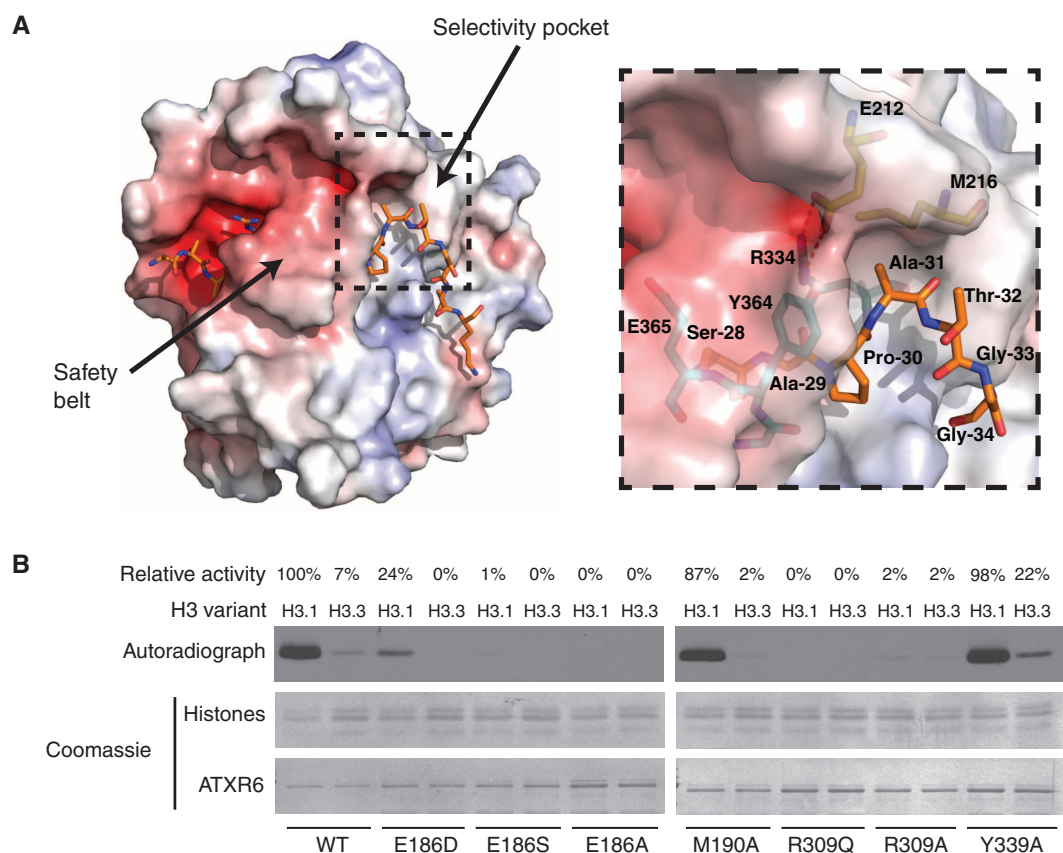 A
Selectivity pocket
Safety
belt
E212
M216
R334
Ala-31
Thr-32
Y364
E365
Ser-28
Pro-30
Gly-33
Ala-29
Gly-34
B
Relative activity 100% 7% 24% 0% 1% 0% 0% 0% 87% 2% 0% 0% 2% 2% 98% 22%
H3 variant H3.1 H3.3 H3.1 H3.3 H3.1 H3.3 H3.1 H3.3 H3.1 H3.3 H3.1 H3.3 H3.1 H3.3 H3.1 H3.3
Autoradiograph
Histones
Coomassie
ATXR6
WT E186D E186S E186A M190A R309Q R309A Y339A